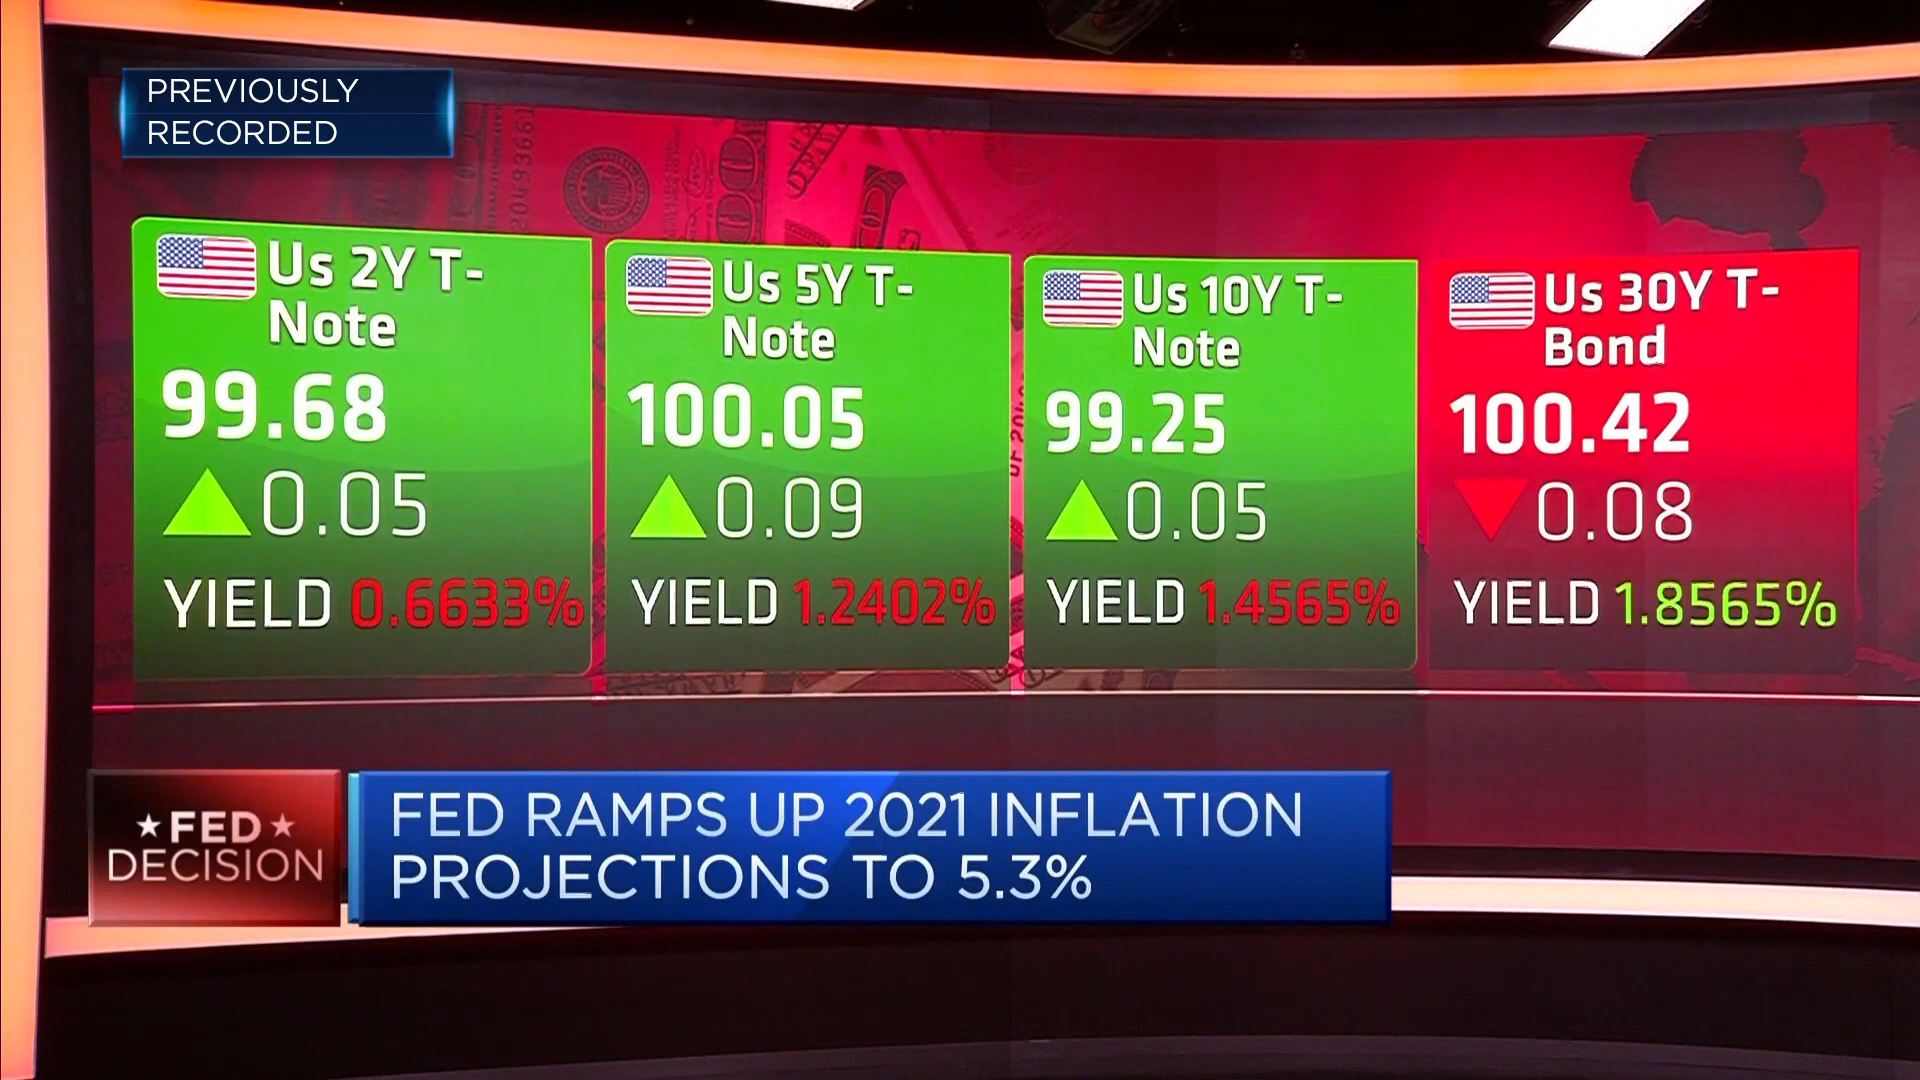 PREVIOUSLY
RECORDED
Us 2Y T-
Note
99.68
▲0.05
YIELD 0.6633%
Us 5Y T-
Note
100.05
▲0.09
YIELD 1.2402%
Us 10Y T-
Note
99.25
▲0.05
YIELD 1.4565%
Us 30Y T-
Bond
100.42
▼0.08
YIELD 1.8565%
★FED★
DECISION
FED RAMPS UP 2021 INFLATION
PROJECTIONS TO 5.3%